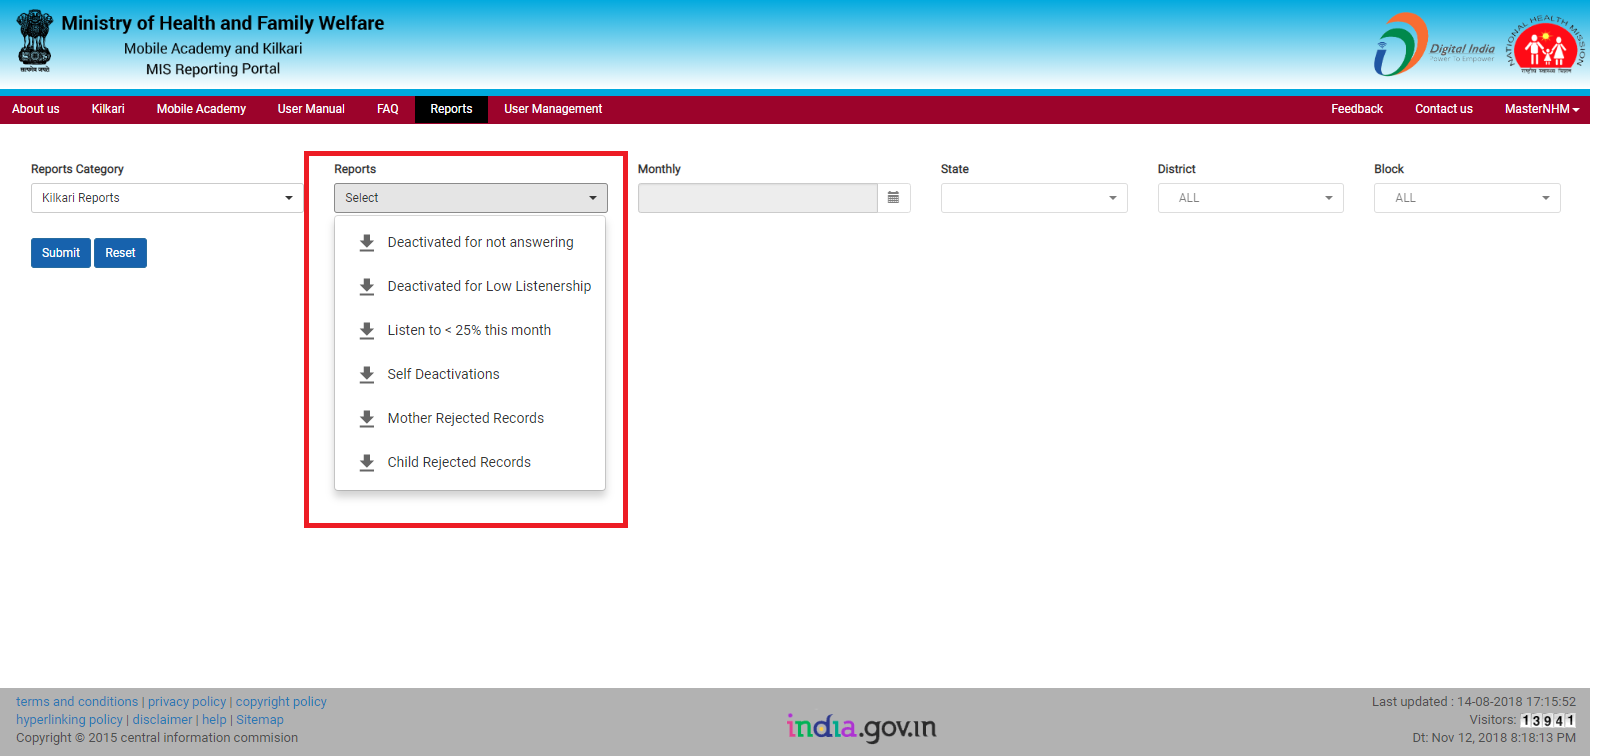 Ministry of Health and Family Welfare
Mobile Academy and Kilkari
MIS Reporting Portal
Digital India
Power To Empower
NATIONAL HEALTH MISSION
About us Kilkari Mobile Academy User Manual FAQ Reports User Management Feedback Contact us MasterNHM
Reports Category Reports Monthly State District Block
Kilkari Reports Select ALL ALL
Submit Reset
Deactivated for not answering
Deactivated for Low Listenership
Listen to < 25% this month
Self Deactivations
Mother Rejected Records
Child Rejected Records
terms and conditions | privacy policy | copyright policy
hyperlinking policy | disclaimer | help | Sitemap
Copyright © 2015 central information commision
india.gov.in
Last updated : 14-08-2018 17:15:52
Visitors: 13941
Dt: Nov 12, 2018 8:18:13 PM